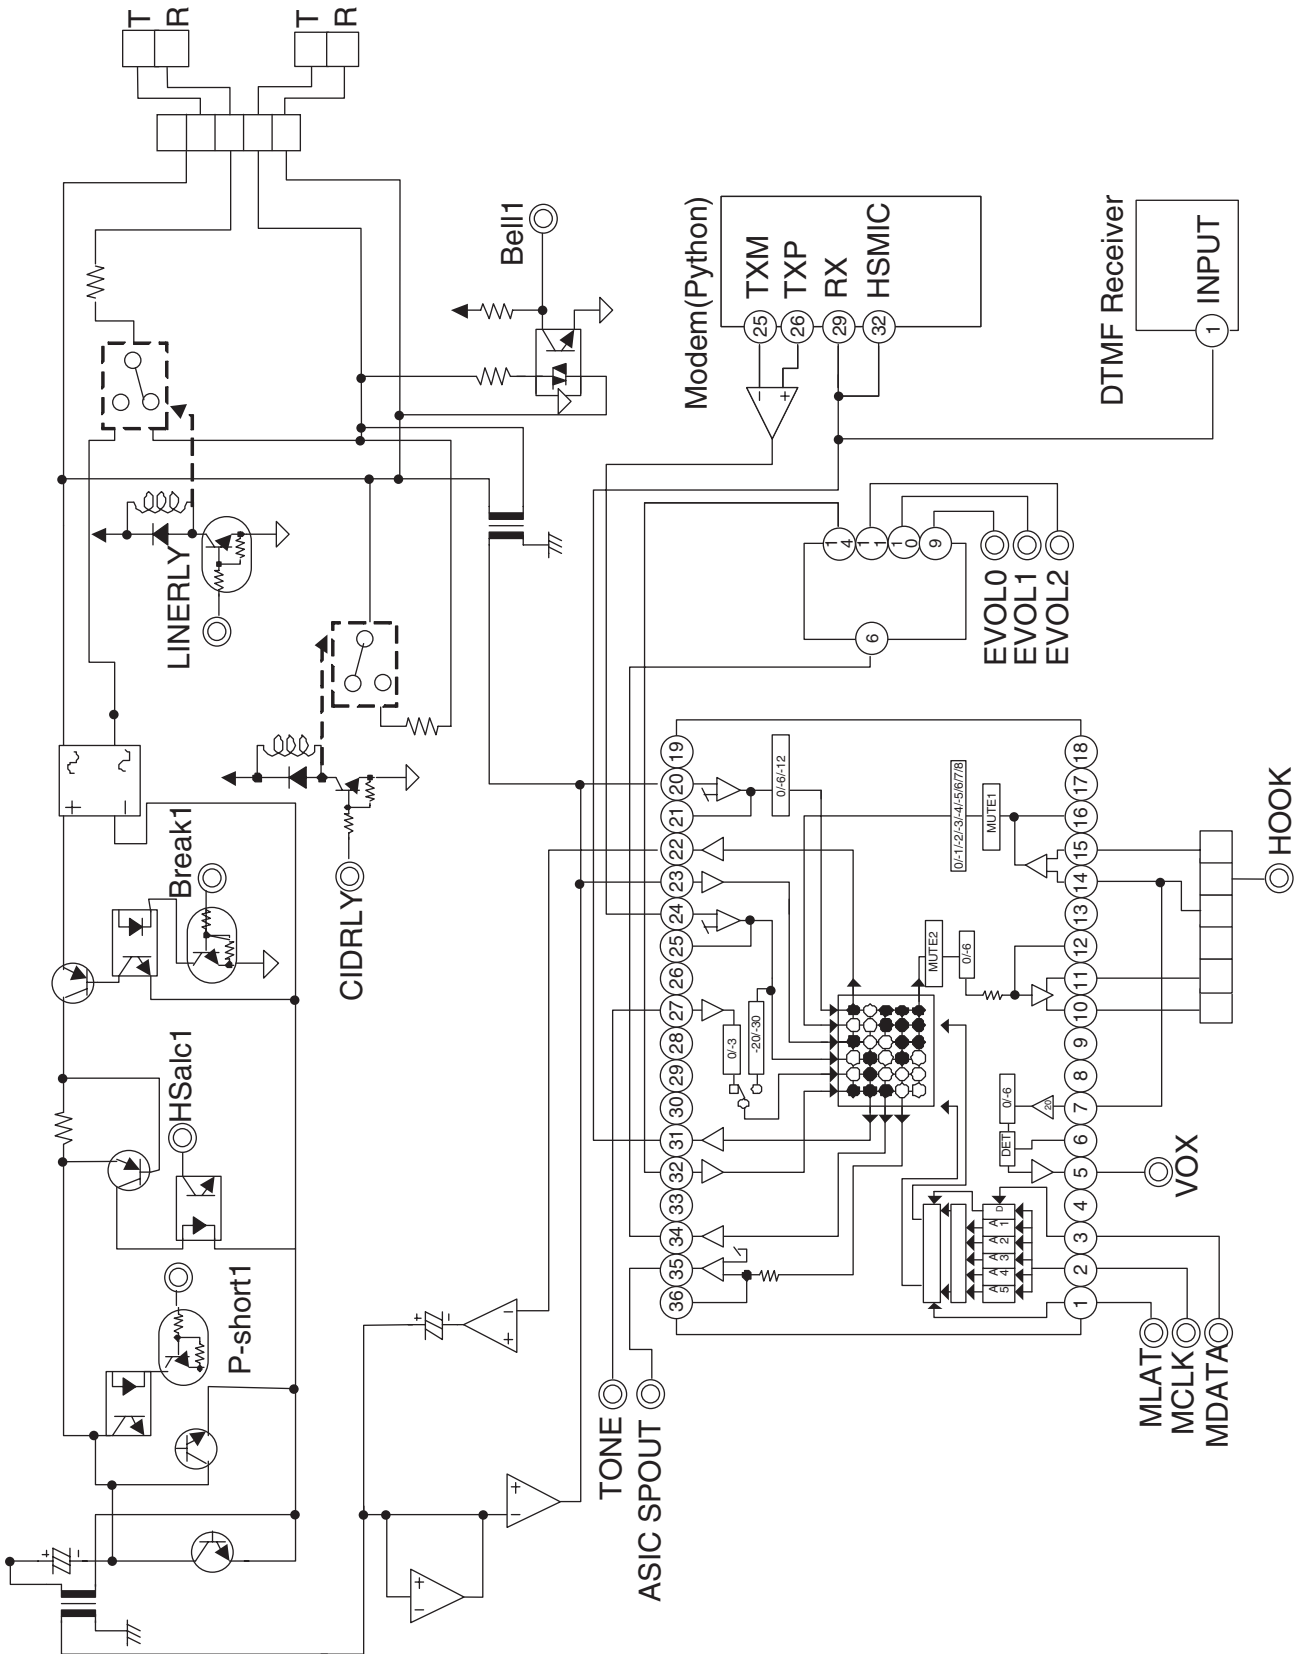 T
R
T
R
Bell1
LINERLY
CIDRLY
Break1
HSalc1
P-short1
+
−
Modem(Python)
25 TXM
26 TXP
29 RX
32 HSMIC
−
+
DTMF Receiver
1 INPUT
14
11
10
9
6
EVOL0
EVOL1
EVOL2
19
20
21
22
23
24
25
26
27
28
29
30
31
32
33
34
35
36
18
17
16
15
14
13
12
11
10
9
8
7
6
5
4
3
2
1
0/-6/-12
0/-1/-2/-3/-4/-5/6/7/8
MUTE1
MUTE2
0/-6
0/-3
-20/-30
0/-6
20
DET
D
A1
A2
A3
A4
A5
HOOK
VOX
MLAT
MCLK
MDATA
TONE
ASIC SPOUT
+
−
+
−
+
−
+
−
+
−